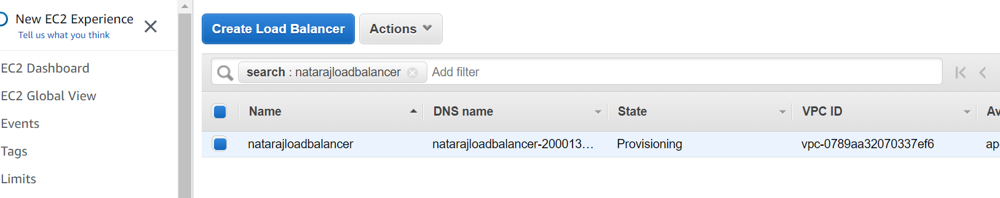 New EC2 Experience
Tell us what you think
EC2 Dashboard
EC2 Global View
Events
Tags
Limits
Create Load Balancer Actions
search : natarajloadbalancer Add filter
Name DNS name State VPC ID Av
natarajloadbalancer natarajloadbalancer-200013… Provisioning vpc-0789aa32070337ef6 ap